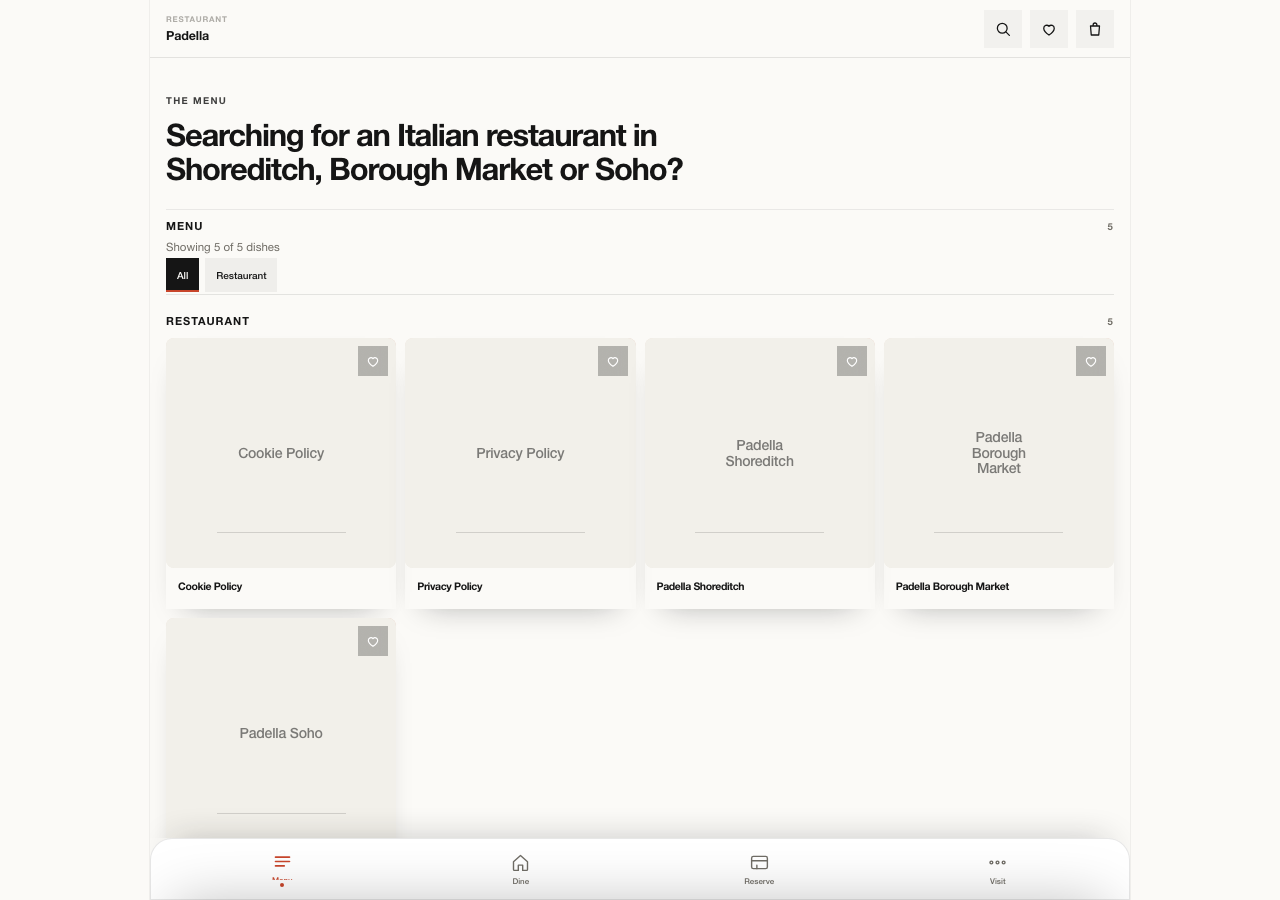 RESTAURANT
Padella
THE MENU
Searching for an Italian restaurant in
Shoreditch, Borough Market or Soho?
MENU
5
Showing 5 of 5 dishes
All
Restaurant
RESTAURANT
5
Cookie Policy
Privacy Policy
Padella
Shoreditch
Padella
Borough
Market
Cookie Policy
Privacy Policy
Padella Shoreditch
Padella Borough Market
Padella Soho
Dine
Reserve
Visit